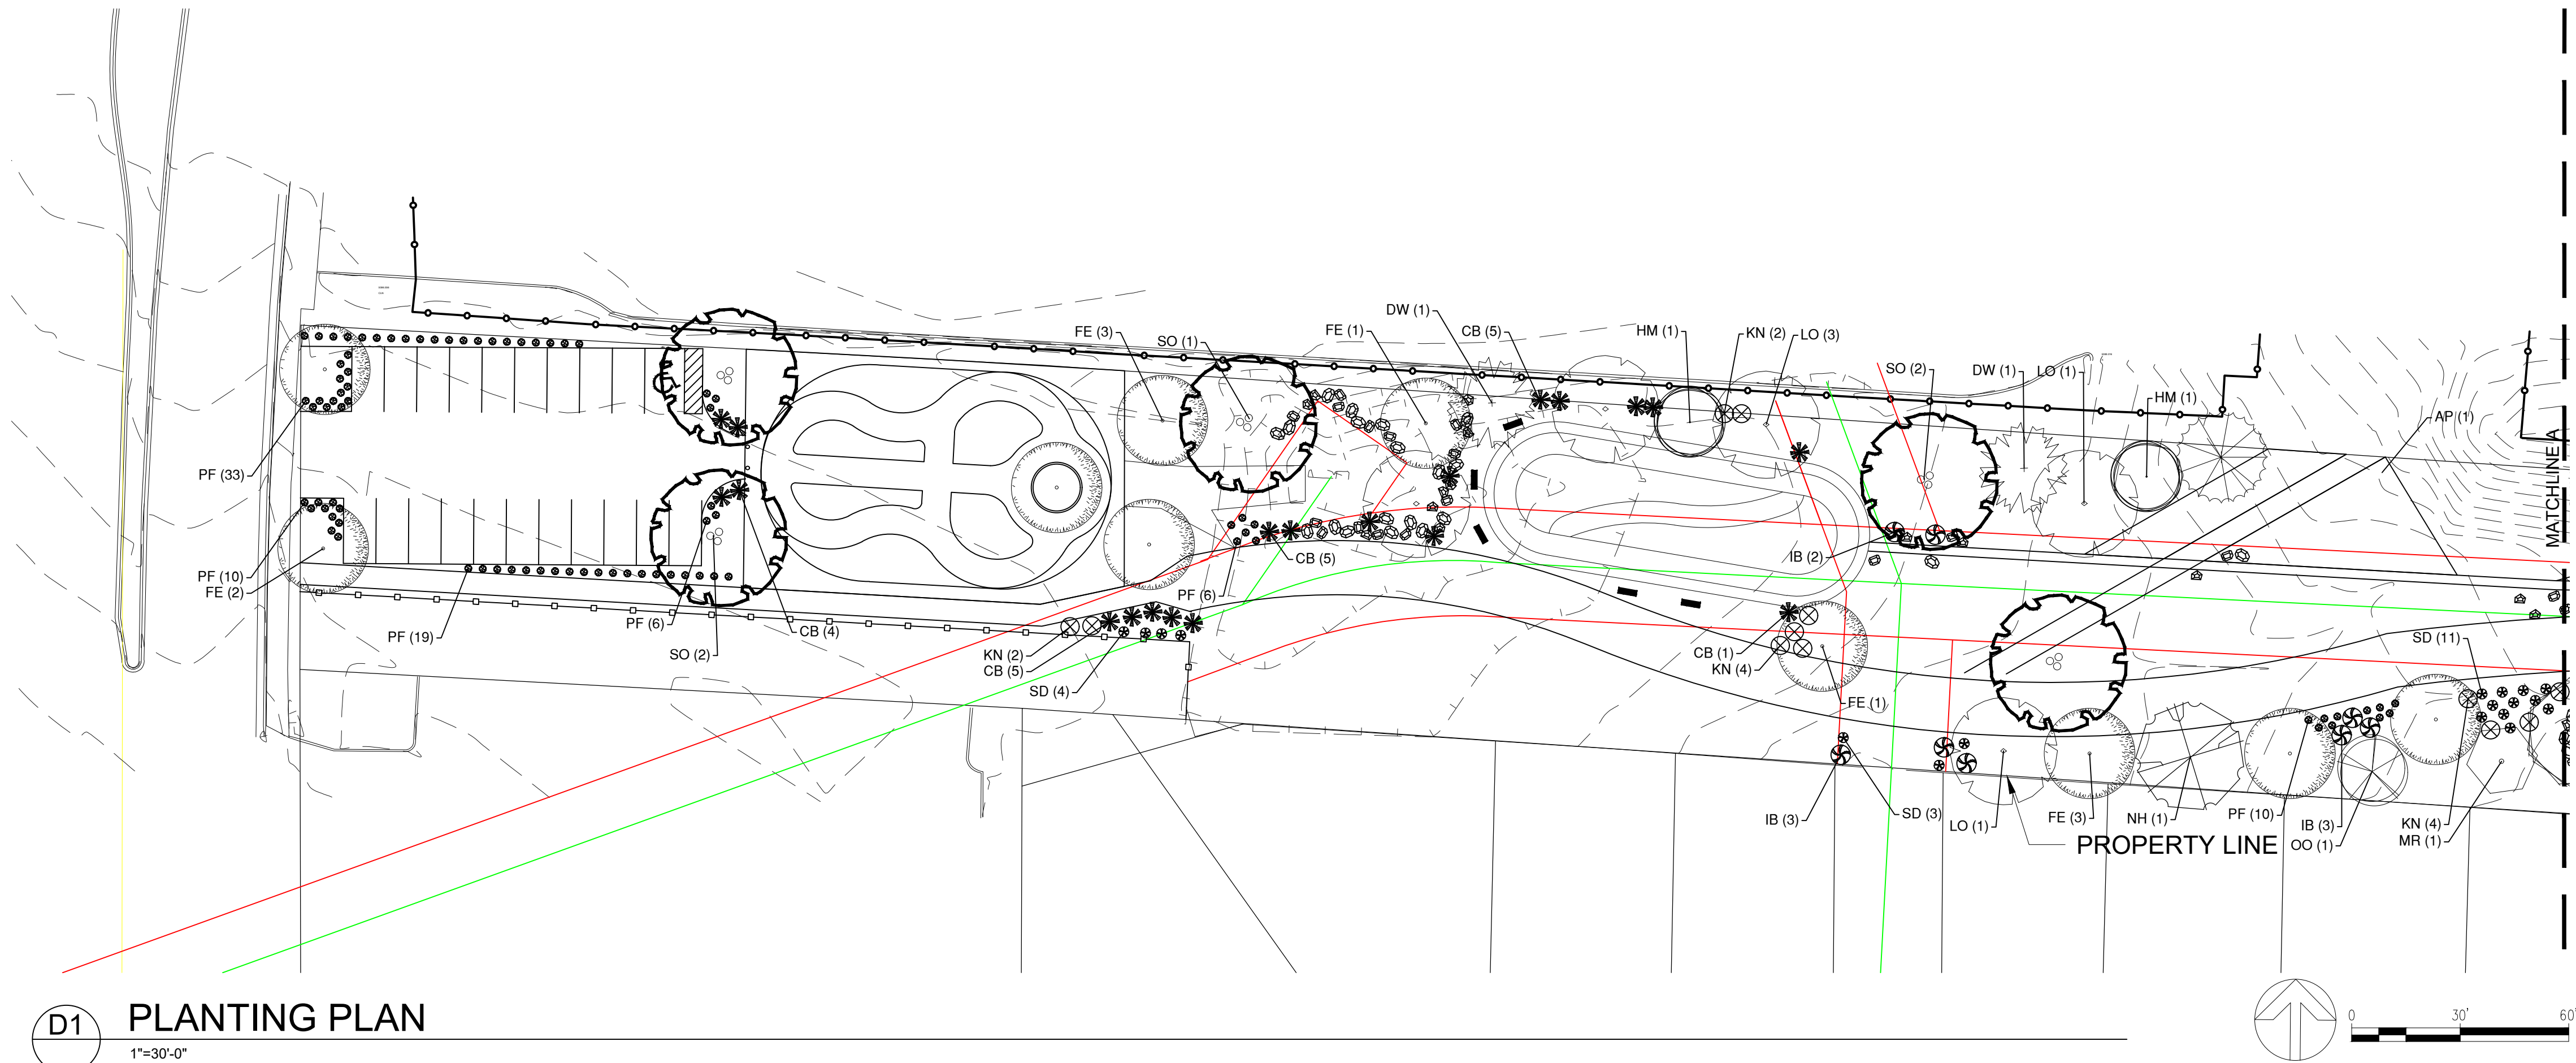 DW (1)
FE (3)
SO (1)
FE (1)
CB (5)
HM (1)
KN (2)
LO (3)
SO (2)
DW (1)
LO (1)
HM (1)
AP (1)
MATCHLINE A
PF (33)
PF (10)
FE (2)
PF (19)
PF (6)
CB (4)
SO (2)
PF (6)
CB (5)
KN (2)
CB (5)
SD (4)
IB (2)
CB (1)
KN (4)
FE (1)
SD (11)
IB (3)
SD (3)
LO (1)
FE (3)
NH (1)
PF (10)
IB (3)
OO (1)
KN (4)
MR (1)
PROPERTY LINE
D1
PLANTING PLAN
1"=30'-0"
0 30' 60'